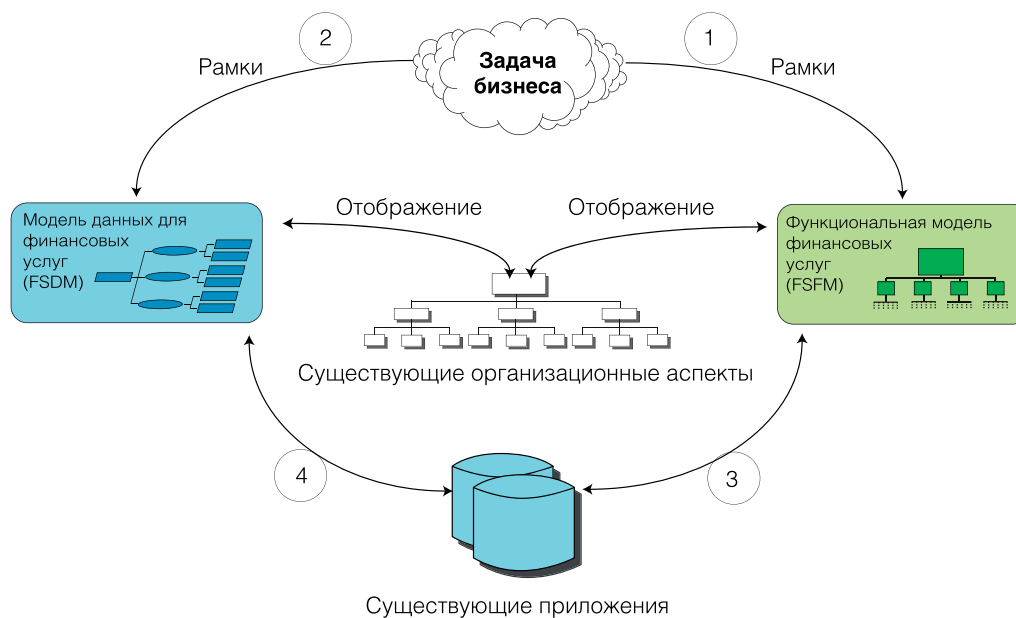 2
1
Задача
бизнеса
Рамки
Рамки
Отображение
Отображение
Модель данных для
финансовых
услуг
(FSDM)
Функциональная модель
финансовых
услуг
(FSFM)
Существующие организационные аспекты
4
3
Существующие приложения